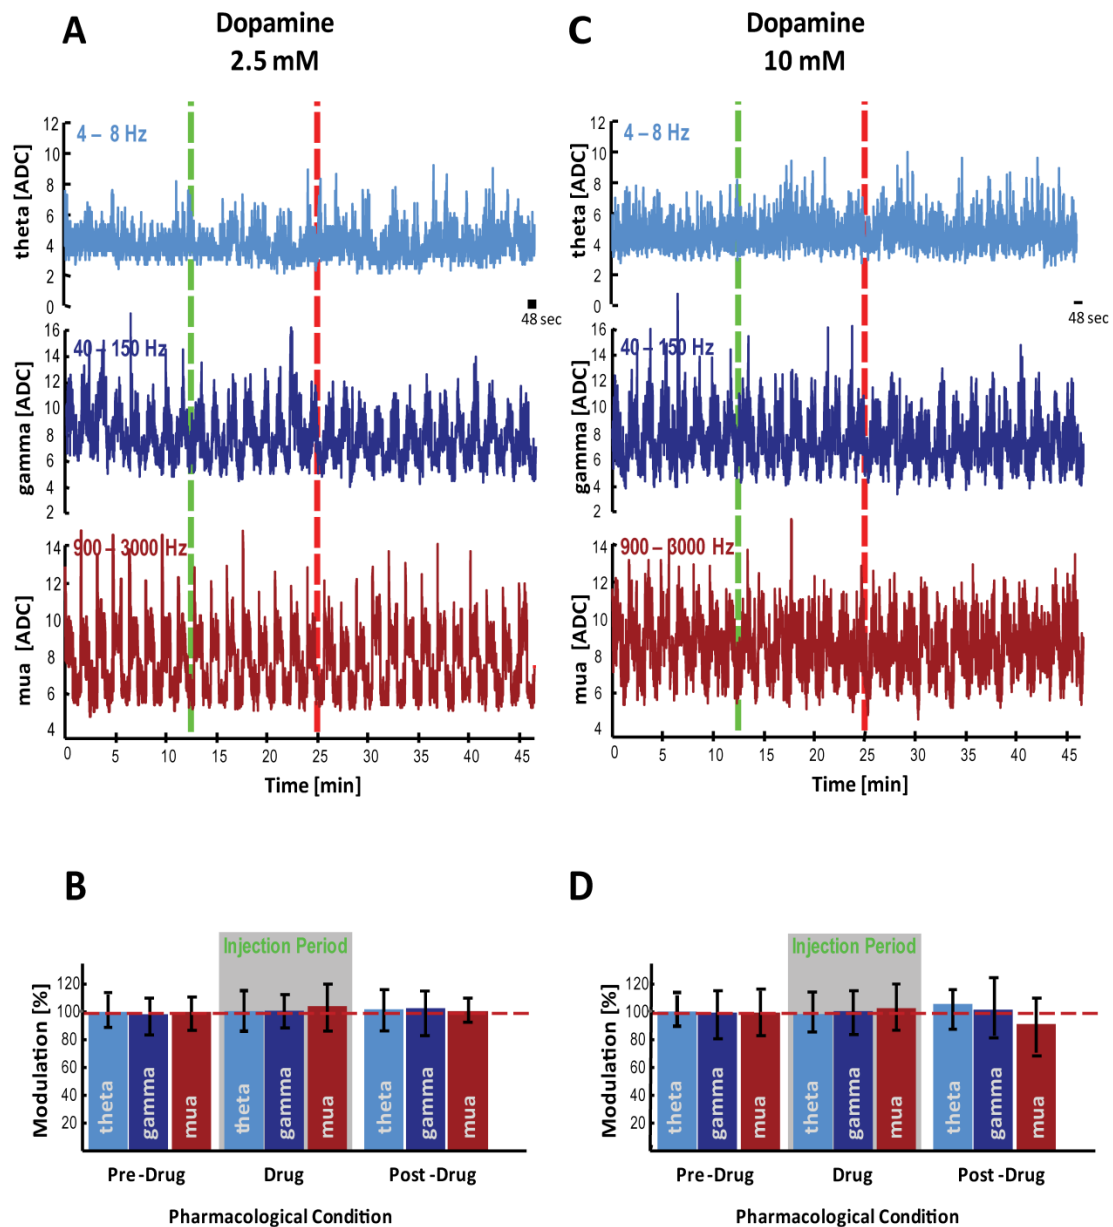 A
Dopamine
2.5 mM
12
10
8
6
4
2
0
theta [ADC]
4 – 8 Hz
48 sec
16
14
12
10
8
6
4
2
gamma [ADC]
40 – 150 Hz
14
12
10
8
6
4
mua [ADC]
900 – 3000 Hz
0 5 10 15 20 25 30 35 40 45
Time [min]
C
Dopamine
10 mM
12
10
8
6
4
2
0
theta [ADC]
4 – 8 Hz
48 sec
16
14
12
10
8
6
4
2
gamma [ADC]
40 – 150 Hz
14
12
10
8
6
4
mua [ADC]
900 – 3000 Hz
0 5 10 15 20 25 30 35 40 45
Time [min]
B
Injection Period
Modulation [%]
120
100
80
60
40
20
theta gamma mua theta gamma mua theta gamma mua
Pre-Drug Drug Post-Drug
Pharmacological Condition
D
Injection Period
Modulation [%]
120
100
80
60
40
20
theta gamma mua theta gamma mua theta gamma mua
Pre-Drug Drug Post-Drug
Pharmacological Condition